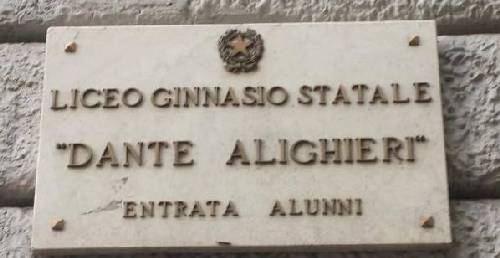 LICEO GINNASIO STATALE
"DANTE ALIGHIERI"
ENTRATA ALUNNI